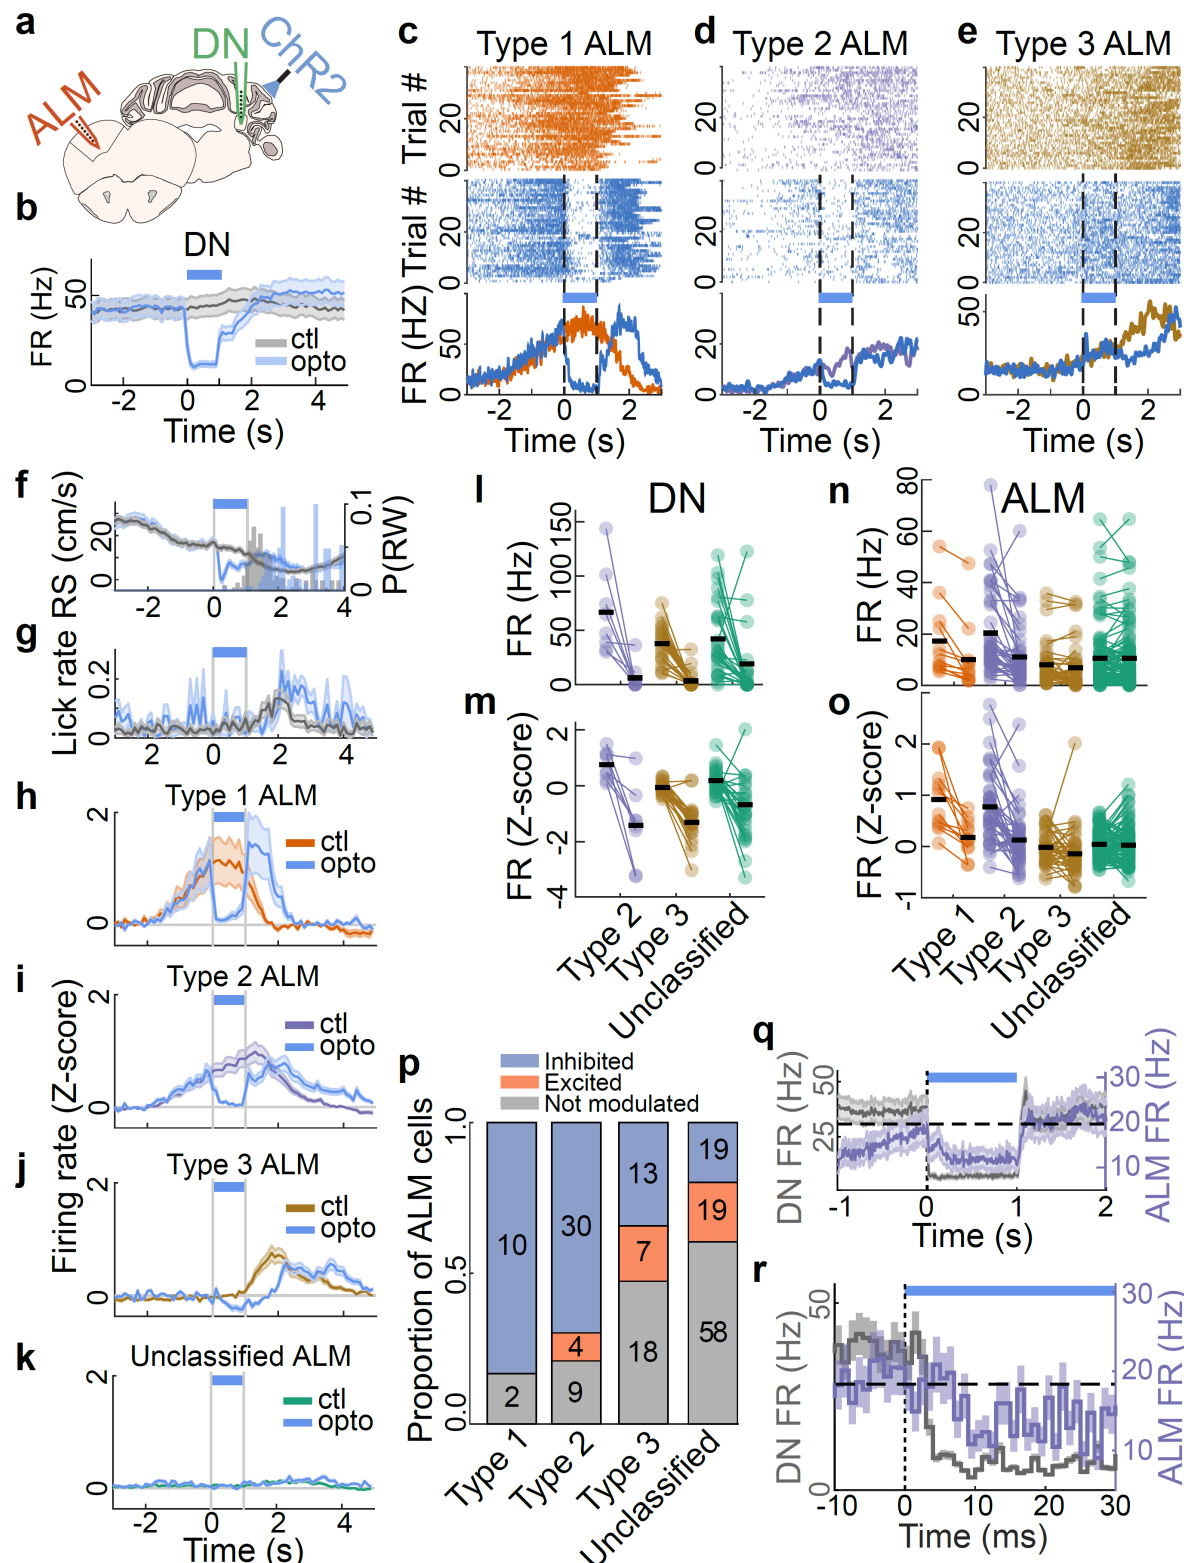 a
ALM
DN
ChR2
b
DN
FR (Hz)
50
0
ctl
opto
-2 0 2 4
Time (s)
c
Type 1 ALM
Trial #
20
0
Trial #
20
0
FR (HZ)
50
0
-2 0 2
Time (s)
d
Type 2 ALM
20
0
20
0
20
0
-2 0 2
Time (s)
e
Type 3 ALM
20
0
20
0
50
0
-2 0 2
Time (s)
f
RS (cm/s)
20
0
0.1
0
P(RW)
0 2 4
g
Lick rate
0.2
0
2 0 2 4
h
Type 1 ALM
2
0
ctl
opto
i
Type 2 ALM
2
0
ctl
opto
j
Type 3 ALM
2
0
ctl
opto
k
Unclassified ALM
2
0
ctl
opto
Firing rate (Z-score)
-2 0 2 4
Time (s)
l
DN
FR (Hz)
150
100
50
0
m
FR (Z-score)
2
0
-2
-4
Type 2
Type 3
Unclassified
n
ALM
FR (Hz)
80
60
40
20
0
o
FR (Z-score)
2
1
0
-1
Type 1
Type 2
Type 3
Unclassified
p
Inhibited
Excited
Not modulated
Proportion of ALM cells
1.0
0.5
0.0
10
2
30
4
9
13
7
18
19
19
58
Type 1
Type 2
Type 3
Unclassified
q
DN FR (Hz)
50
25
30
20
10
ALM FR (Hz)
-1 0 1 2
Time (s)
r
DN FR (Hz)
50
0
30
20
10
ALM FR (Hz)
-10 0 10 20 30
Time (ms)